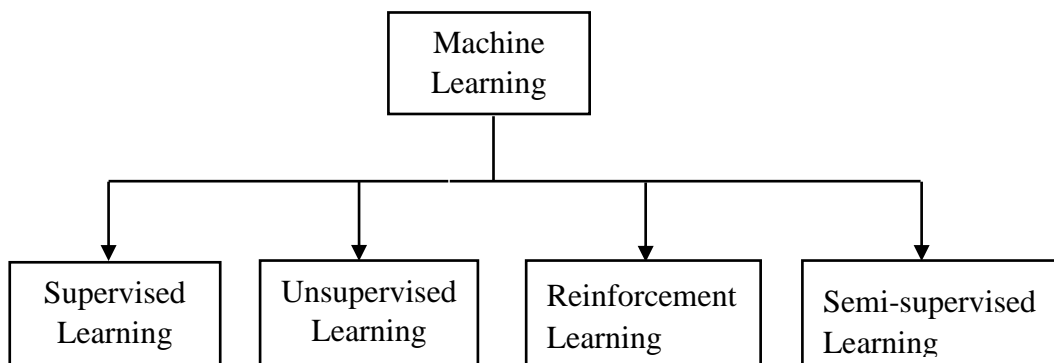 Machine
Learning
Supervised
Learning
Unsupervised
Learning
Reinforcement
Learning
Semi-supervised
Learning